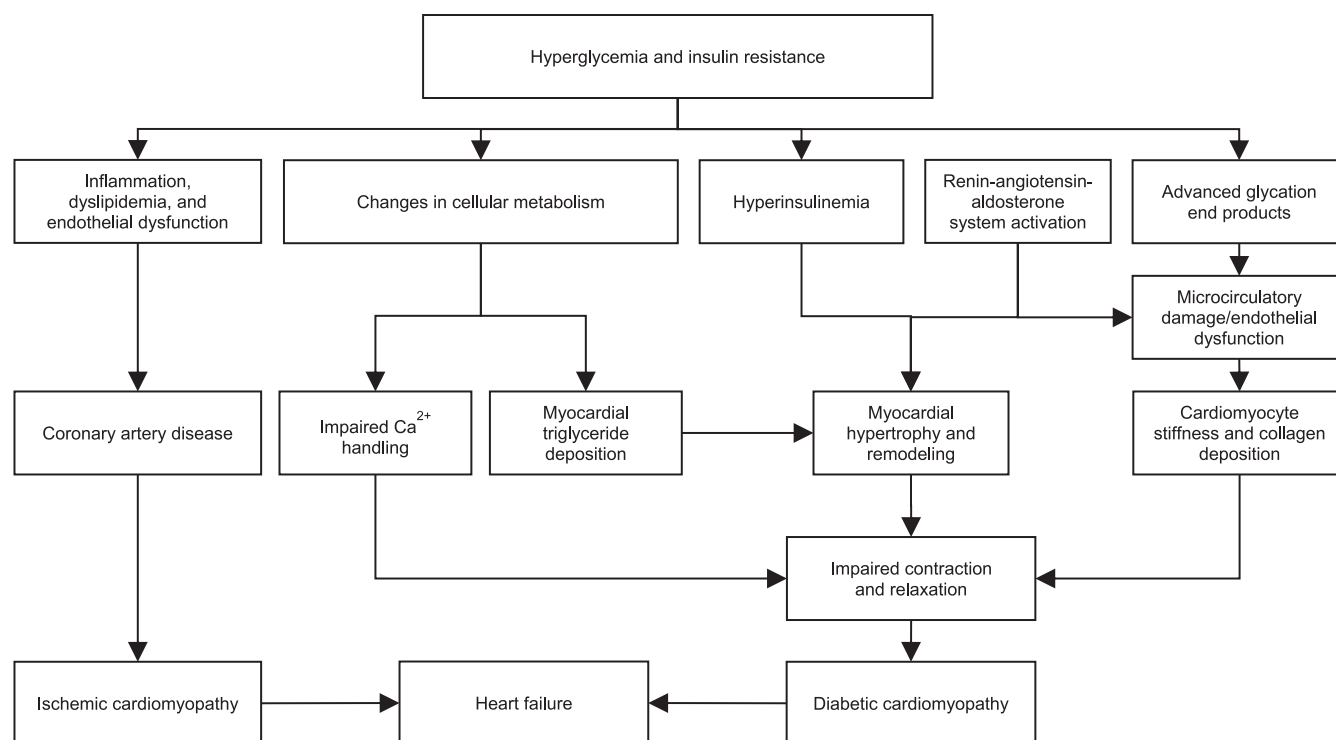 Hyperglycemia and insulin resistance
Inflammation,
dyslipidemia, and
endothelial dysfunction
Changes in cellular metabolism
Hyperinsulinemia
Renin-angiotensin-
aldosterone
system activation
Advanced glycation
end products
Microcirculatory
damage/endothelial
dysfunction
Coronary artery disease
Impaired Ca²⁺
handling
Myocardial
triglyceride
deposition
Myocardial
hypertrophy and
remodeling
Cardiomyocyte
stiffness and collagen
deposition
Impaired contraction
and relaxation
Ischemic cardiomyopathy
Heart failure
Diabetic cardiomyopathy